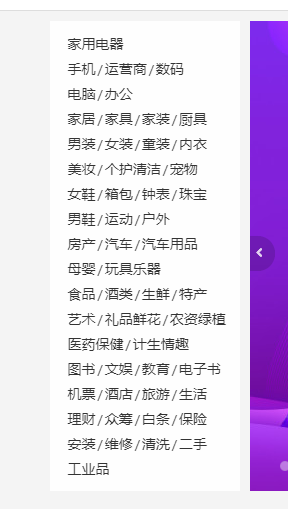 家用电器
手机/运营商/数码
电脑/办公
家居/家具/家装/厨具
男装/女装/童装/内衣
美妆/个护清洁/宠物
女鞋/箱包/钟表/珠宝
男鞋/运动/户外
房产/汽车/汽车用品
母婴/玩具乐器
食品/酒类/生鲜/特产
艺术/礼品鲜花/农资绿植
医药保健/计生情趣
图书/文娱/教育/电子书
机票/酒店/旅游/生活
理财/众筹/白条/保险
安装/维修/清洗/二手
工业品